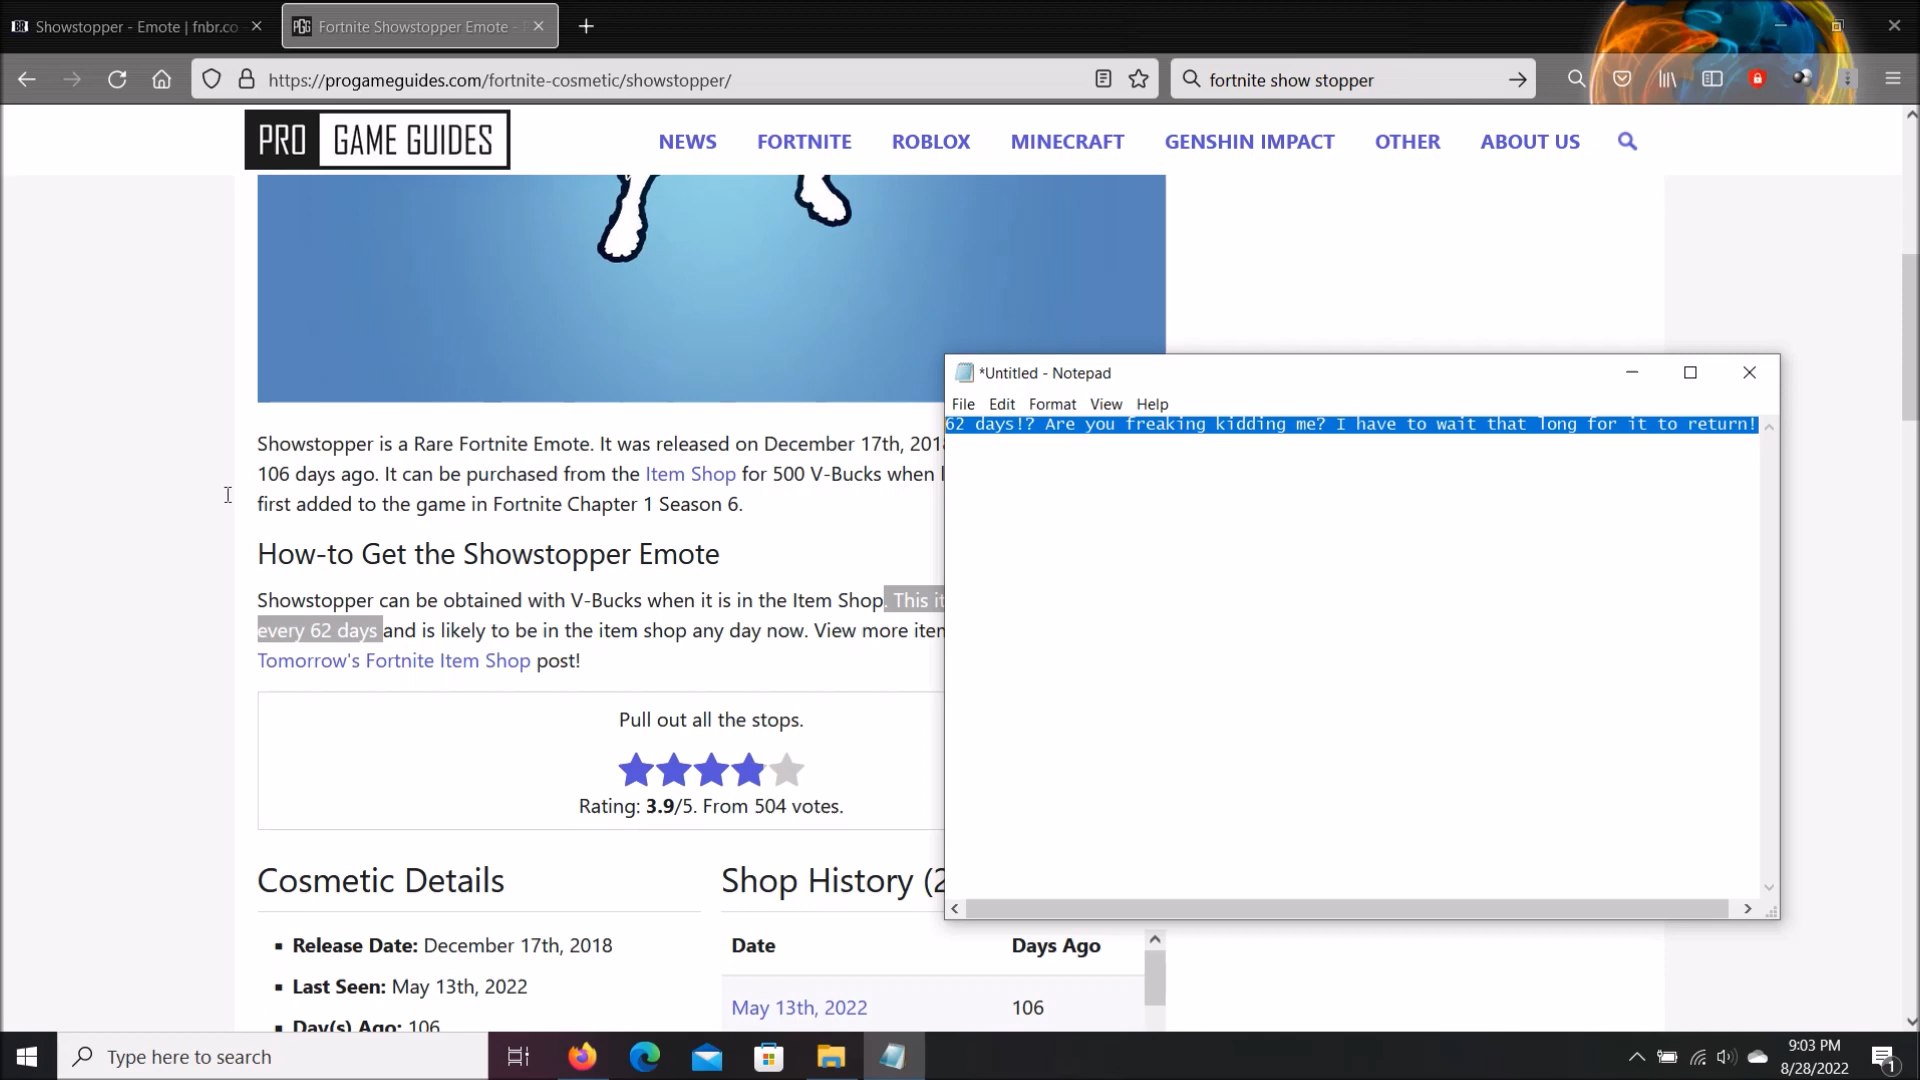 Showstopper - Emote | fnbr.co
Fortnite Showstopper Emote -
https://progameguides.com/fortnite-cosmetic/showstopper/
fortnite show stopper
PRO GAME GUIDES
NEWS
FORTNITE
ROBLOX
MINECRAFT
GENSHIN IMPACT
OTHER
ABOUT US
*Untitled - Notepad
File Edit Format View Help
62 days!? Are you freaking kidding me? I have to wait that long for it to return!
Showstopper is a Rare Fortnite Emote. It was released on December 17th, 2018
106 days ago. It can be purchased from the Item Shop for 500 V-Bucks when
first added to the game in Fortnite Chapter 1 Season 6.
How-to Get the Showstopper Emote
Showstopper can be obtained with V-Bucks when it is in the Item Shop. This
every 62 days and is likely to be in the item shop any day now. View more
Tomorrow's Fortnite Item Shop post!
Pull out all the stops.
Rating: 3.9/5. From 504 votes.
Cosmetic Details
Shop History (2
Release Date: December 17th, 2018
Last Seen: May 13th, 2022
Day(s) Ago: 106
Date
Days Ago
May 13th, 2022
106
Type here to search
9:03 PM
8/28/2022
1